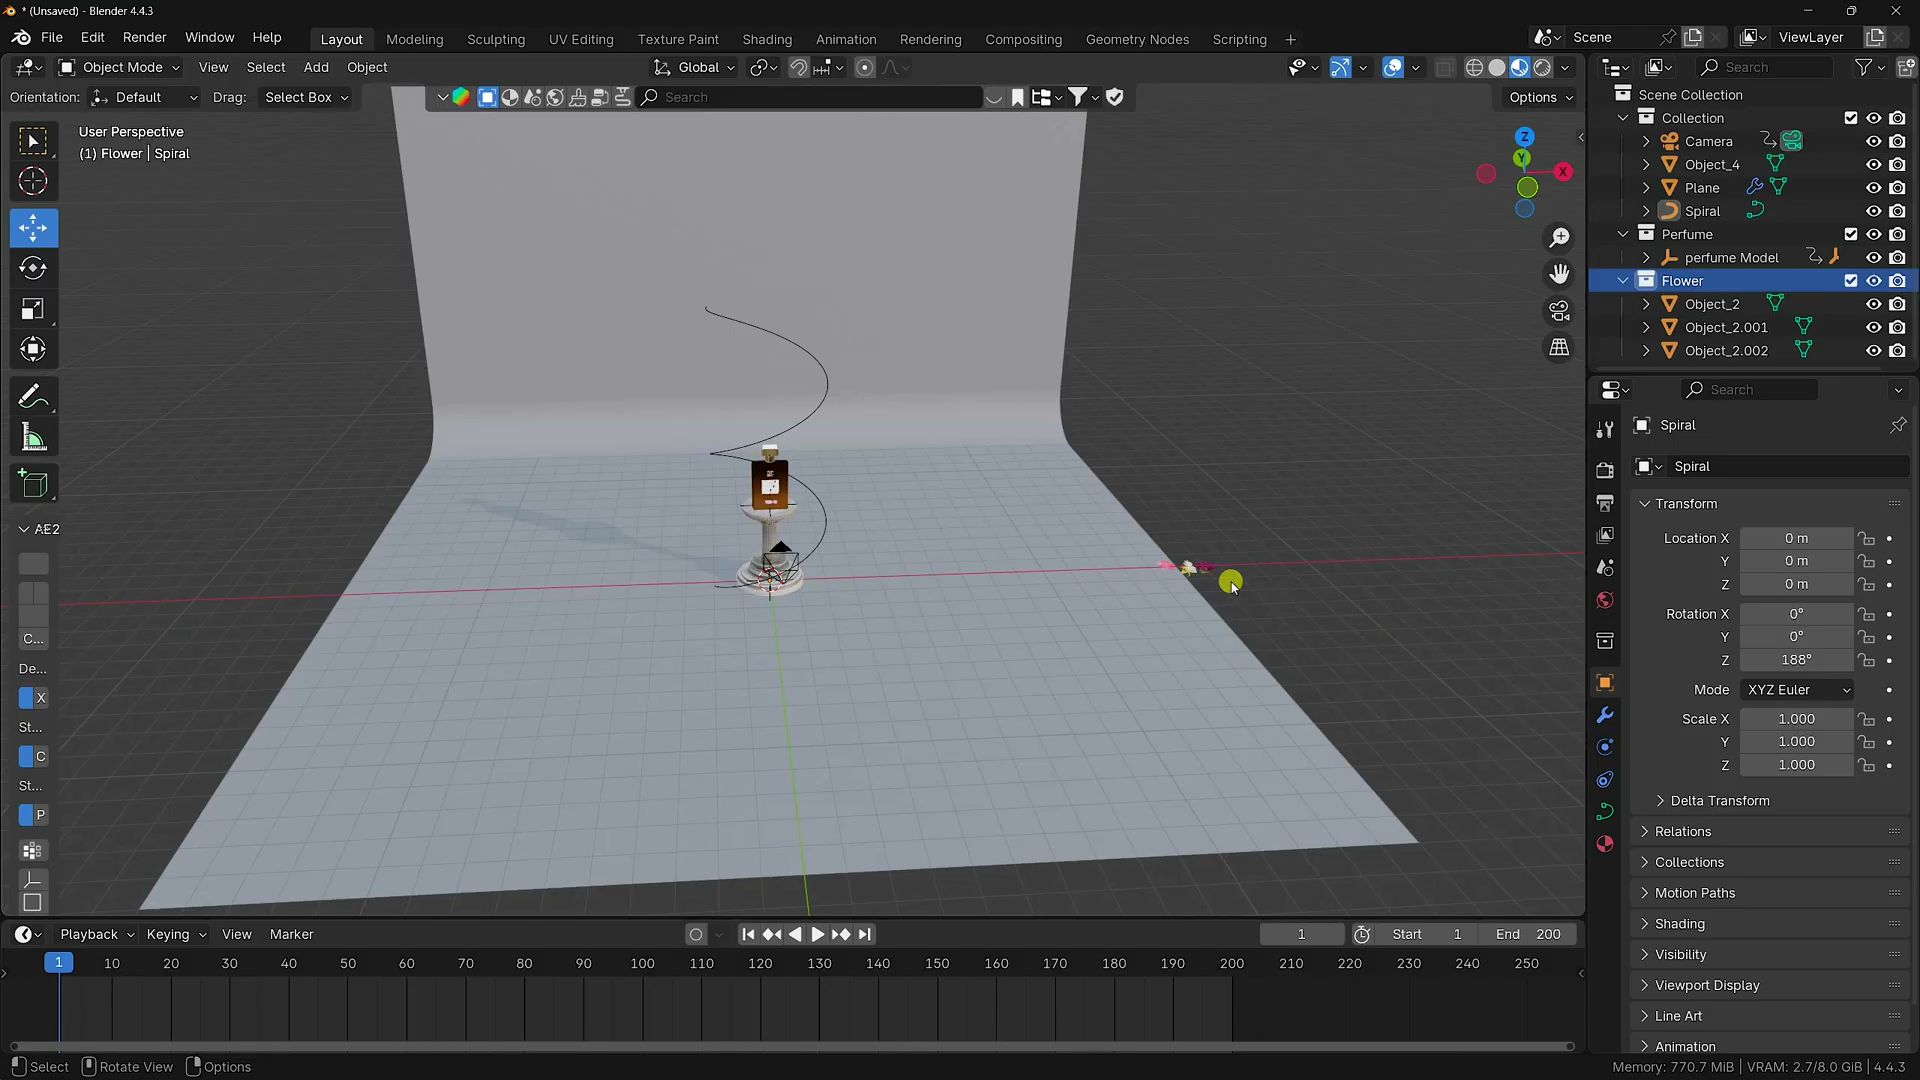 * (Unsaved) - Blender 4.4.3
File Edit Render Window Help
Layout Modeling Sculpting UV Editing Texture Paint Shading Animation Rendering Compositing Geometry Nodes Scripting +
Scene
ViewLayer
Object Mode View Select Add Object
Global
Search
Orientation: Default Drag: Select Box
Search
Options
User Perspective
(1) Flower | Spiral
Z
Y
X
AE2
C...
De...
X
St...
C
St...
P
Scene Collection
Collection
Camera
Object_4
Plane
Spiral
Perfume
perfume Model
Flower
Object_2
Object_2.001
Object_2.002
Search
Spiral
Spiral
Transform
Location X 0 m
Y 0 m
Z 0 m
Rotation X 0°
Y 0°
Z 188°
Mode XYZ Euler
Scale X 1.000
Y 1.000
Z 1.000
Delta Transform
Relations
Collections
Motion Paths
Shading
Visibility
Viewport Display
Line Art
Animation
Playback Keying View Marker
1 Start 1 End 200
1 10 20 30 40 50 60 70 80 90 100 110 120 130 140 150 160 170 180 190 200 210 220 230 240 250
Select Rotate View Options
Memory: 770.7 MiB | VRAM: 2.7/8.0 GiB | 4.4.3